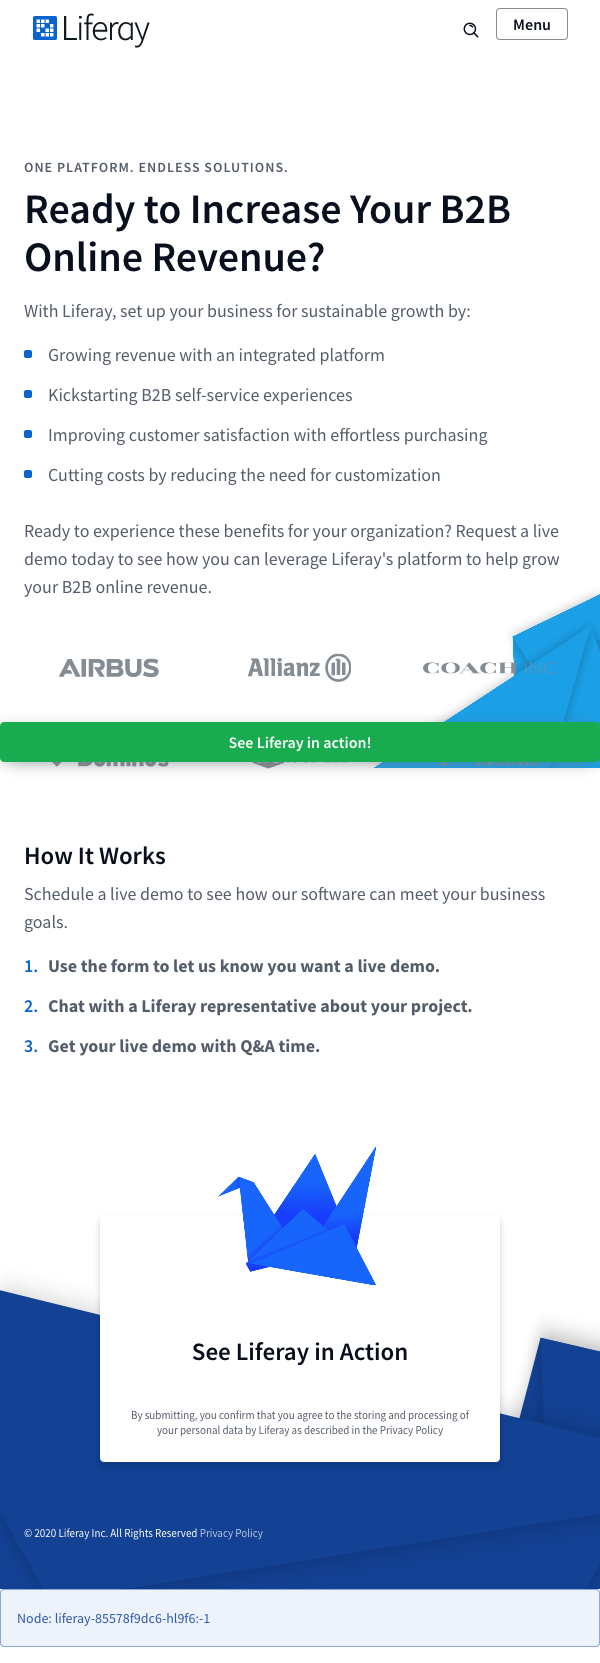 Liferay
Menu
ONE PLATFORM. ENDLESS SOLUTIONS.
Ready to Increase Your B2B
Online Revenue?
With Liferay, set up your business for sustainable growth by:
Growing revenue with an integrated platform
Kickstarting B2B self-service experiences
Improving customer satisfaction with effortless purchasing
Cutting costs by reducing the need for customization
Ready to experience these benefits for your organization? Request a live
demo today to see how you can leverage Liferay's platform to help grow
your B2B online revenue.
AIRBUS Allianz COACH INC
See Liferay in action!
How It Works
Schedule a live demo to see how our software can meet your business
goals.
1. Use the form to let us know you want a live demo.
2. Chat with a Liferay representative about your project.
3. Get your live demo with Q&A time.
See Liferay in Action
By submitting, you confirm that you agree to the storing and processing of
your personal data by Liferay as described in the Privacy Policy
© 2020 Liferay Inc. All Rights Reserved Privacy Policy
Node: liferay-85578f9dc6-hl9f6:-1